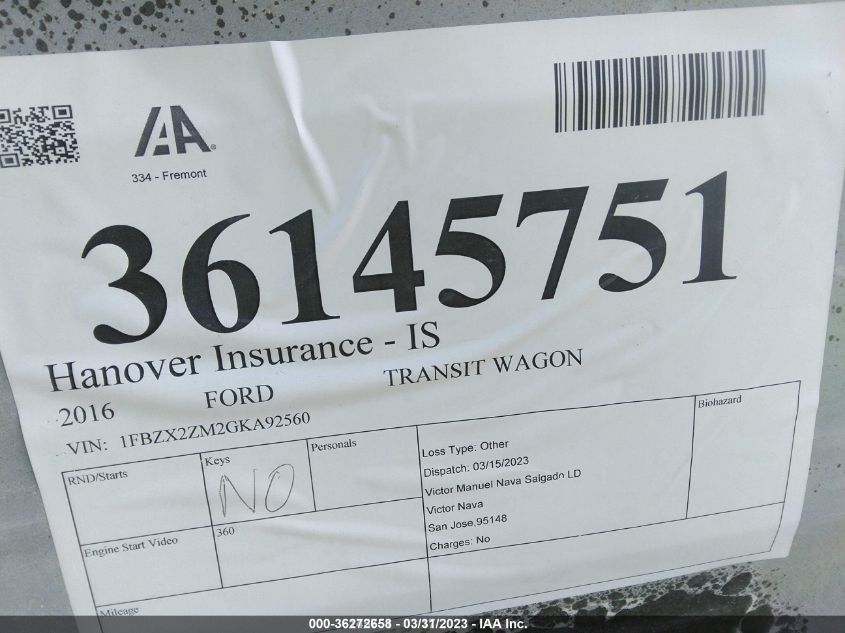 IAA
334 - Fremont
36145751
Hanover Insurance - IS
2016 FORD TRANSIT WAGON
VIN: 1FBZX2ZM2GKA92560
RND/Starts
Keys
NO
Personals
Loss Type: Other
Dispatch: 03/15/2023
Victor Manuel Nava Salgado LD
Victor Nava
San Jose,95148
Charges: No
Biohazard
Engine Start Video
360
Mileage
000-36272658 - 03/31/2023 - IAA Inc.